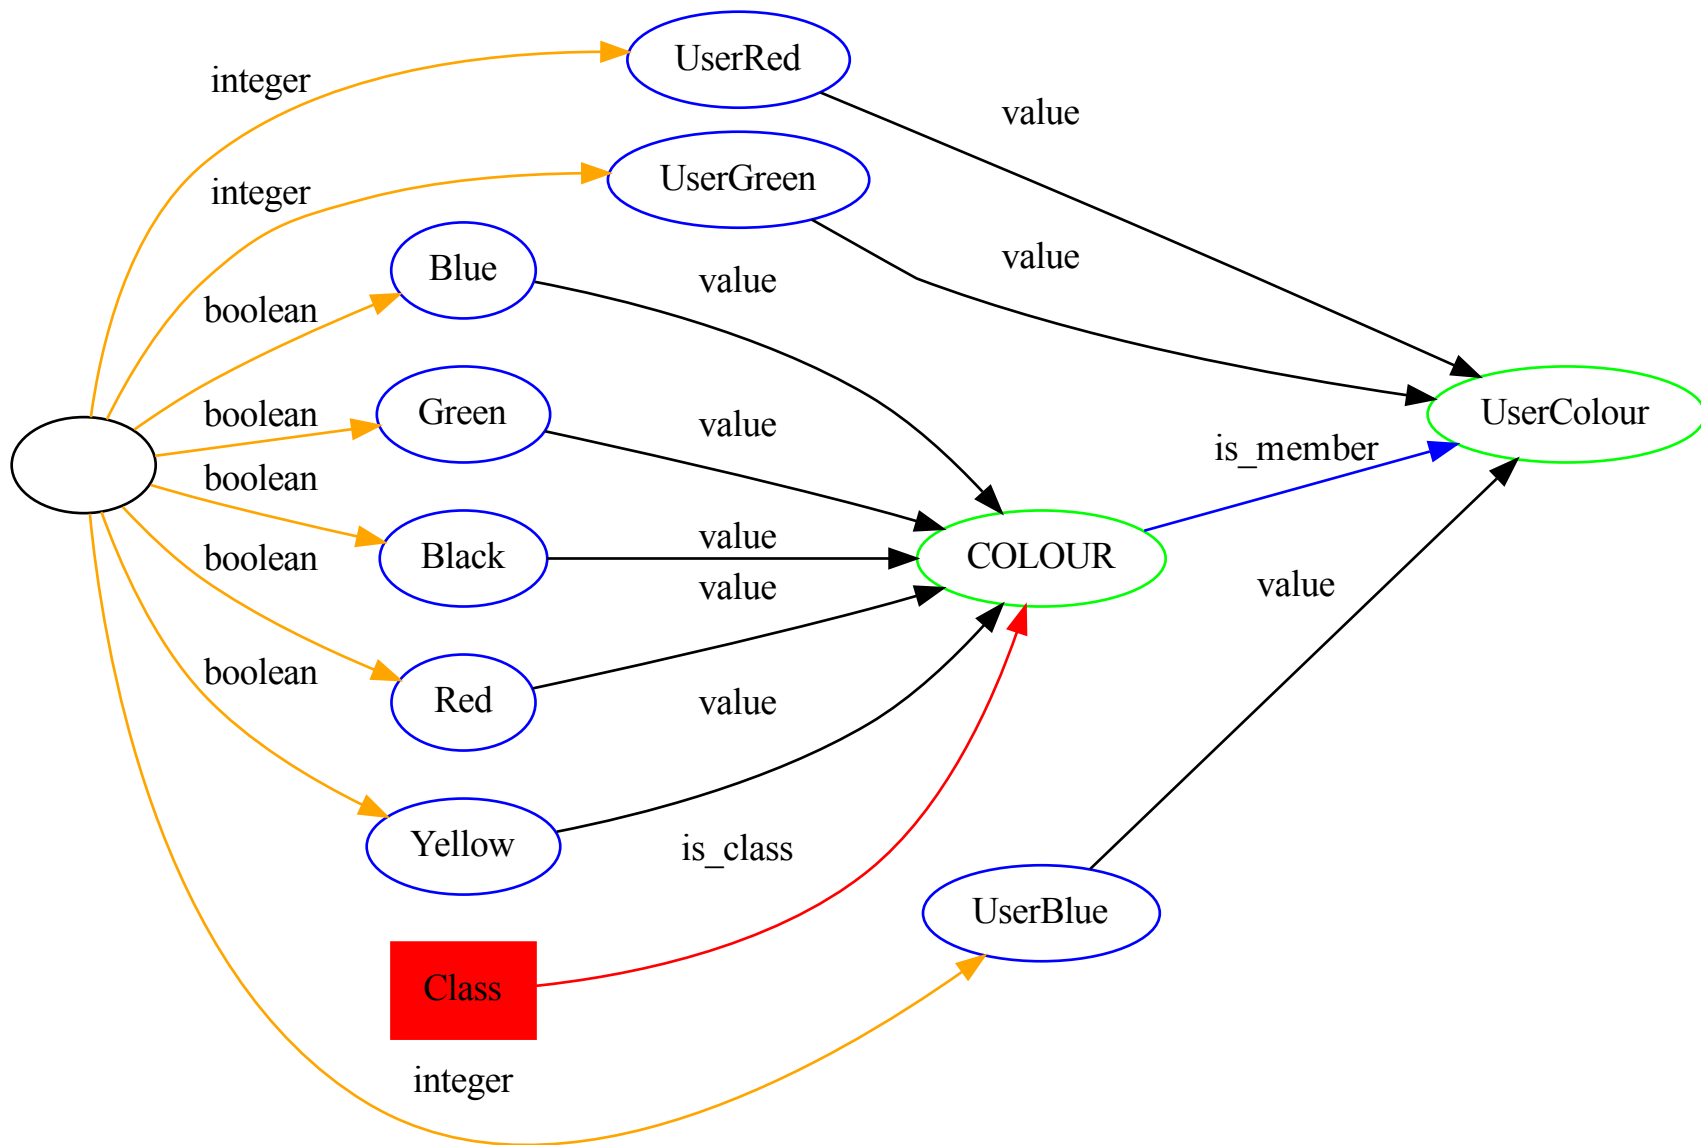 UserRed
integer
value
UserGreen
integer
value
Blue
value
boolean
Green
boolean
value
UserColour
is_member
boolean
value
Black
COLOUR
boolean
value
value
boolean
Red
value
Yellow
is_class
UserBlue
Class
integer